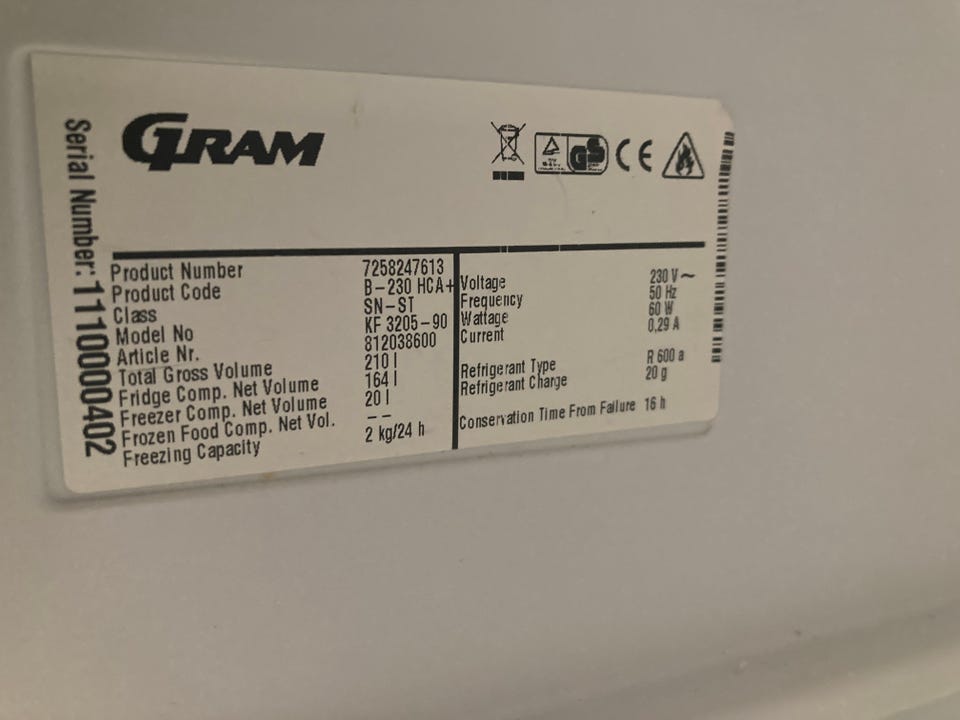 GRAM
Serial Number: 1110000402
Product Number 7258247613
Product Code B-230 HCA+
Class SN-ST
Model No KF 3205-90
Article Nr. 812038600
Total Gross Volume 210 l
Fridge Comp. Net Volume 164 l
Freezer Comp. Net Volume 20 l
Frozen Food Comp. Net Vol. --
Freezing Capacity 2 kg/24 h
CE
Voltage 230 V ~
Frequency 50 Hz
Wattage 60 W
Current 0,29 A
Refrigerant Type R 600 a
Refrigerant Charge 20 g
Conservation Time From Failure 16 h